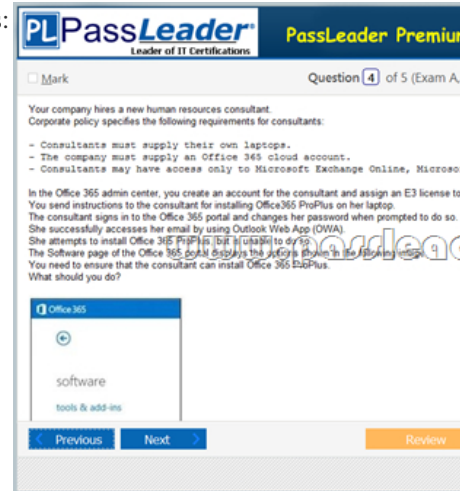 s:
PL PassLeader
Leader of IT Certifications
PassLeader Premium
Mark
Question 4 of 5 (Exam A,
Your company hires a new human resources consultant.
Corporate policy specifies the following requirements for consultants:
- Consultants must supply their own laptops.
- The company must supply an Office 365 cloud account.
- Consultants may have access only to Microsoft Exchange Online, Microso
In the Office 365 admin center, you create an account for the consultant and assign an E3 license to
You send instructions to the consultant for installing Office365 ProPlus on her laptop.
The consultant signs in to the Office 365 portal and changes her password when prompted to do so.
She successfully accesses her email by using Outlook Web App (OWA).
She attempts to install Office 365 ProPlus, but is unable to do so.
The Software page of the Office 365 portal displays the options shown in the following image.
You need to ensure that the consultant can install Office 365 ProPlus.
What should you do?
Office 365
software
tools & add-ins
Previous
Next
Review